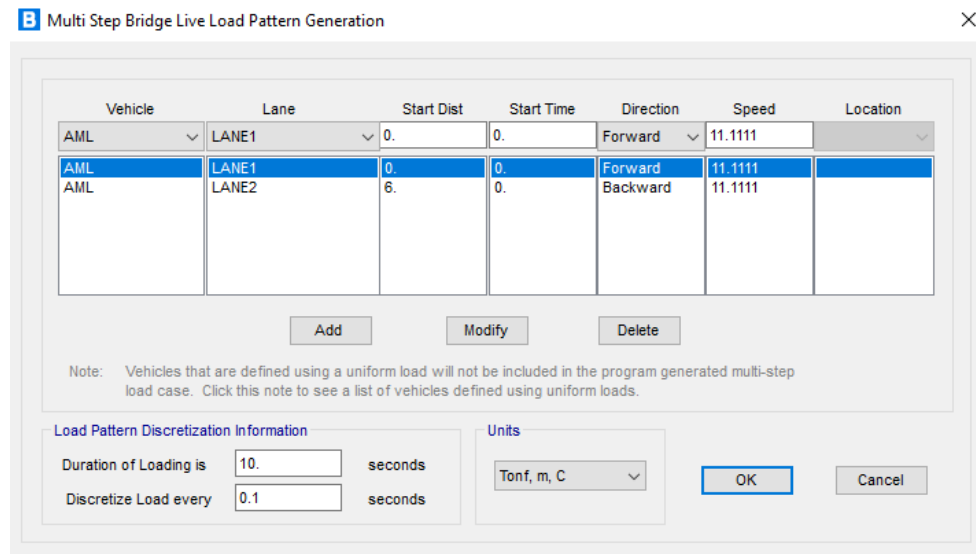 B Multi Step Bridge Live Load Pattern Generation
Vehicle Lane Start Dist Start Time Direction Speed Location
AML LANE1 0. 0. Forward 11.1111
AML LANE1 0. 0. Forward 11.1111
AML LANE2 6. 0. Backward 11.1111
Add Modify Delete
Note: Vehicles that are defined using a uniform load will not be included in the program generated multi-step
load case. Click this note to see a list of vehicles defined using uniform loads.
Load Pattern Discretization Information
Duration of Loading is 10. seconds
Discretize Load every 0.1 seconds
Units
Tonf, m, C
OK Cancel